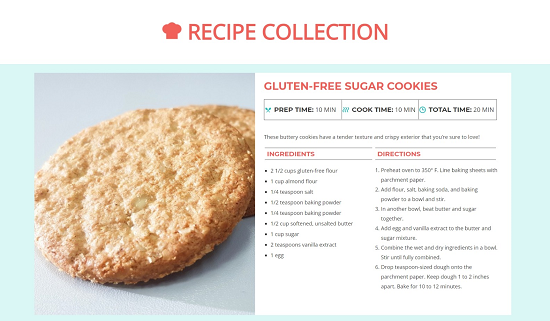 RECIPE COLLECTION
GLUTEN-FREE SUGAR COOKIES
PREP TIME: 10 MIN COOK TIME: 10 MIN TOTAL TIME: 20 MIN
These buttery cookies have a tender texture and crispy exterior that you're sure to love!
INGREDIENTS
2 1/2 cups gluten-free flour
1 cup almond flour
1/4 teaspoon salt
1/2 teaspoon baking powder
1/4 teaspoon baking powder
1/2 cup softened, unsalted butter
1 cup sugar
2 teaspoons vanilla extract
1 egg
DIRECTIONS
1. Preheat oven to 350° F. Line baking sheets with
parchment paper.
2. Add flour, salt, baking soda, and baking
powder to a bowl and stir.
3. In another bowl, beat butter and sugar
together.
4. Add egg and vanilla extract to the butter and
sugar mixture.
5. Combine the wet and dry ingredients in a bowl.
Stir until fully combined.
6. Drop teaspoon-sized dough onto the
parchment paper. Keep dough 1 to 2 inches
apart. Bake for 10 to 12 minutes.